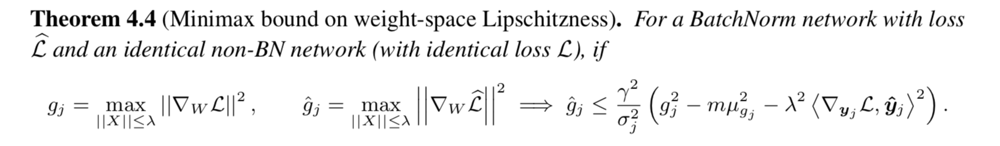 Theorem 4.4 (Minimax bound on weight-space Lipschitzness). For a BatchNorm network with loss
$\widehat{\mathcal{L}}$ and an identical non-BN network (with identical loss $\mathcal{L}$), if
$g_j = \max_{||X|| \leq \lambda} ||\nabla_W \mathcal{L}||^2, \qquad \hat{g}_j = \max_{||X|| \leq \lambda} \left|\left|\nabla_W \widehat{\mathcal{L}}\right|\right|^2 \implies \hat{g}_j \leq \frac{\gamma^2}{\sigma_j^2} \left( g_j^2 - m\mu_{g_j}^2 - \lambda^2 \left\langle \nabla_{\boldsymbol{y}_j} \mathcal{L}, \hat{\boldsymbol{y}}_j \right\rangle^2 \right).$